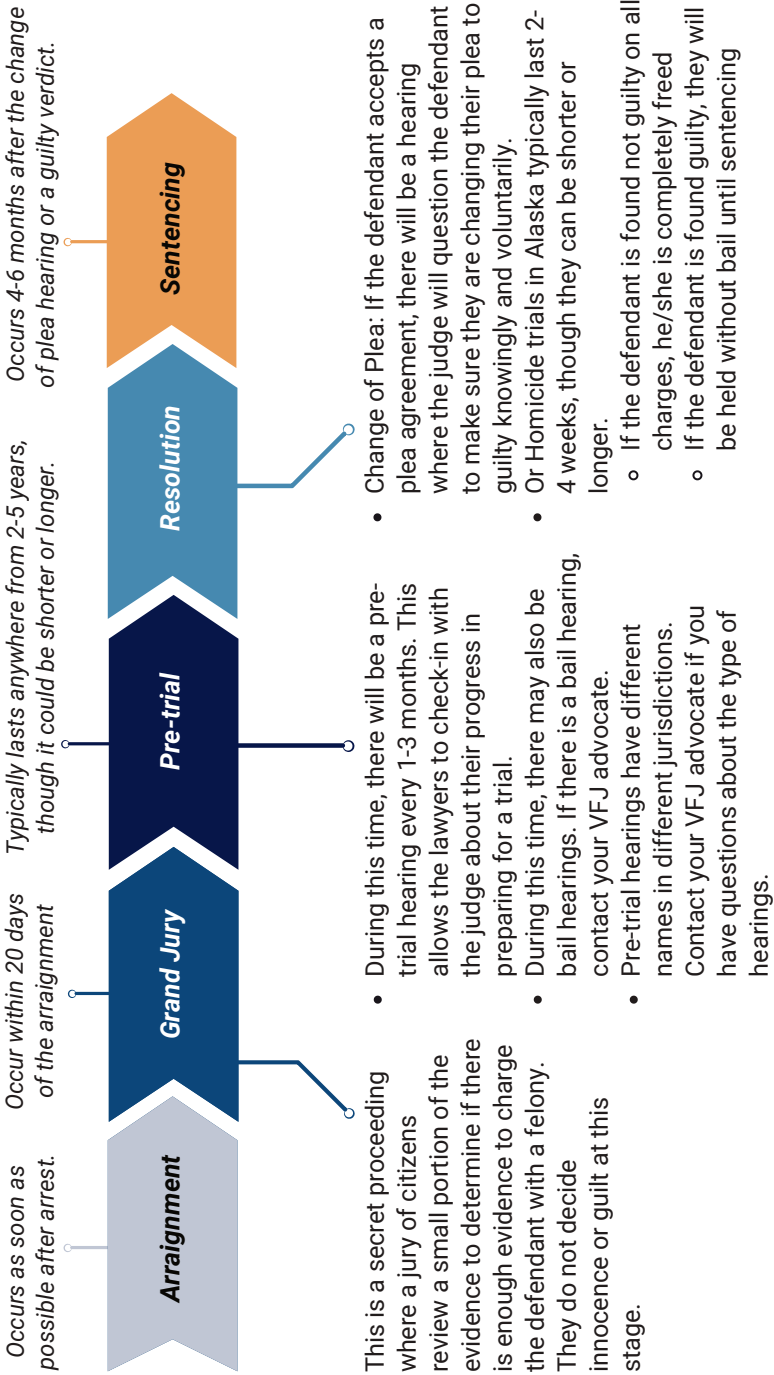 Occurs as soon as
possible after arrest.
Occur within 20 days
of the arraignment
Typically lasts anywhere from 2-5 years,
though it could be shorter or longer.
Occurs 4-6 months after the change
of plea hearing or a guilty verdict.
Arraignment
Grand Jury
Pre-trial
Resolution
Sentencing
This is a secret proceeding
where a jury of citizens
review a small portion of the
evidence to determine if there
is enough evidence to charge
the defendant with a felony.
They do not decide
innocence or guilt at this
stage.
• During this time, there will be a pre-
trial hearing every 1-3 months. This
allows the lawyers to check-in with
the judge about their progress in
preparing for a trial.
• During this time, there may also be
bail hearings. If there is a bail hearing,
contact your VFJ advocate.
• Pre-trial hearings have different
names in different jurisdictions.
Contact your VFJ advocate if you
have questions about the type of
hearings.
• Change of Plea: If the defendant accepts a
plea agreement, there will be a hearing
where the judge will question the defendant
to make sure they are changing their plea to
guilty knowingly and voluntarily.
• Or Homicide trials in Alaska typically last 2-
4 weeks, though they can be shorter or
longer.
◦ If the defendant is found not guilty on all
charges, he/she is completely freed
◦ If the defendant is found guilty, they will
be held without bail until sentencing